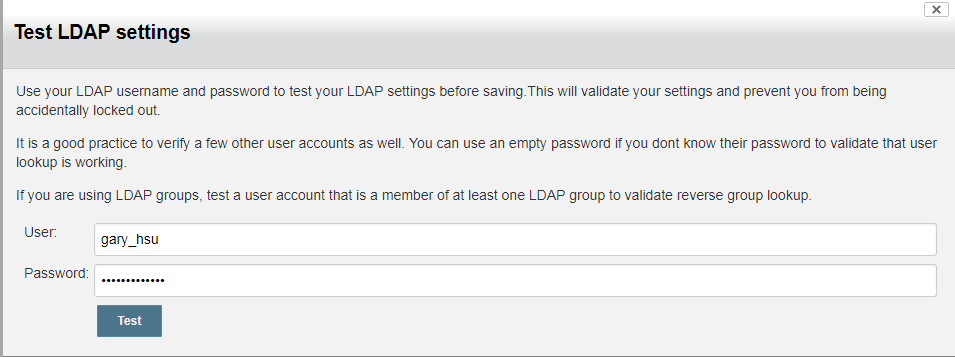 Test LDAP settings
Use your LDAP username and password to test your LDAP settings before saving.This will validate your settings and prevent you from being
accidentally locked out.
It is a good practice to verify a few other user accounts as well. You can use an empty password if you dont know their password to validate that user
lookup is working.
If you are using LDAP groups, test a user account that is a member of at least one LDAP group to validate reverse group lookup.
User: gary_hsu
Password: •••••••••••••
Test